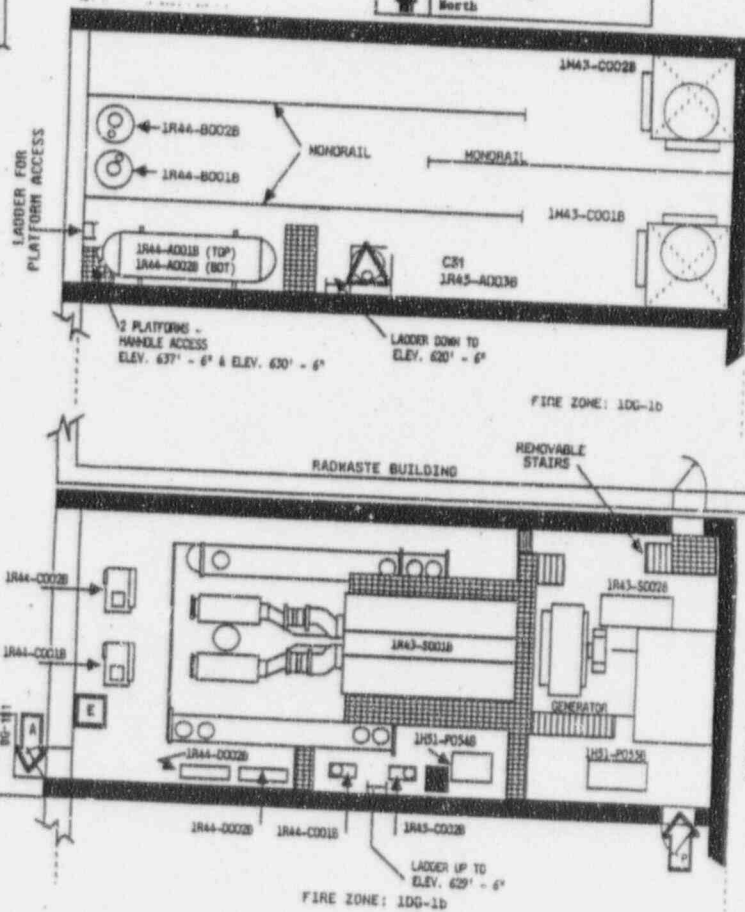 North
1M43-C002B
1R44-B002B
1R44-B001B
MONORAIL
MONORAIL
LADDER FOR
PLATFORM ACCESS
1M43-C001B
1R44-A001B (TOP)
1R44-A002B (BOT)
C31
1R45-A003B
2 PLATFORMS -
MANHOLE ACCESS
ELEV. 637' - 6" & ELEV. 630' - 6"
LADDER DOWN TO
ELEV. 620' - 6"
FIRE ZONE: 1DG-1b
RADWASTE BUILDING
REMOVABLE
STAIRS
1R44-C002B
1R43-S002B
1R44-C001B
1R43-S001B
E
A
GENERATOR
1H51-P054B
1R44-D002B
1H51-P055B
1R44-D002B
1R44-C001B
1R45-C002B
P
LADDER UP TO
ELEV. 629' - 6"
FIRE ZONE: 1DG-1b